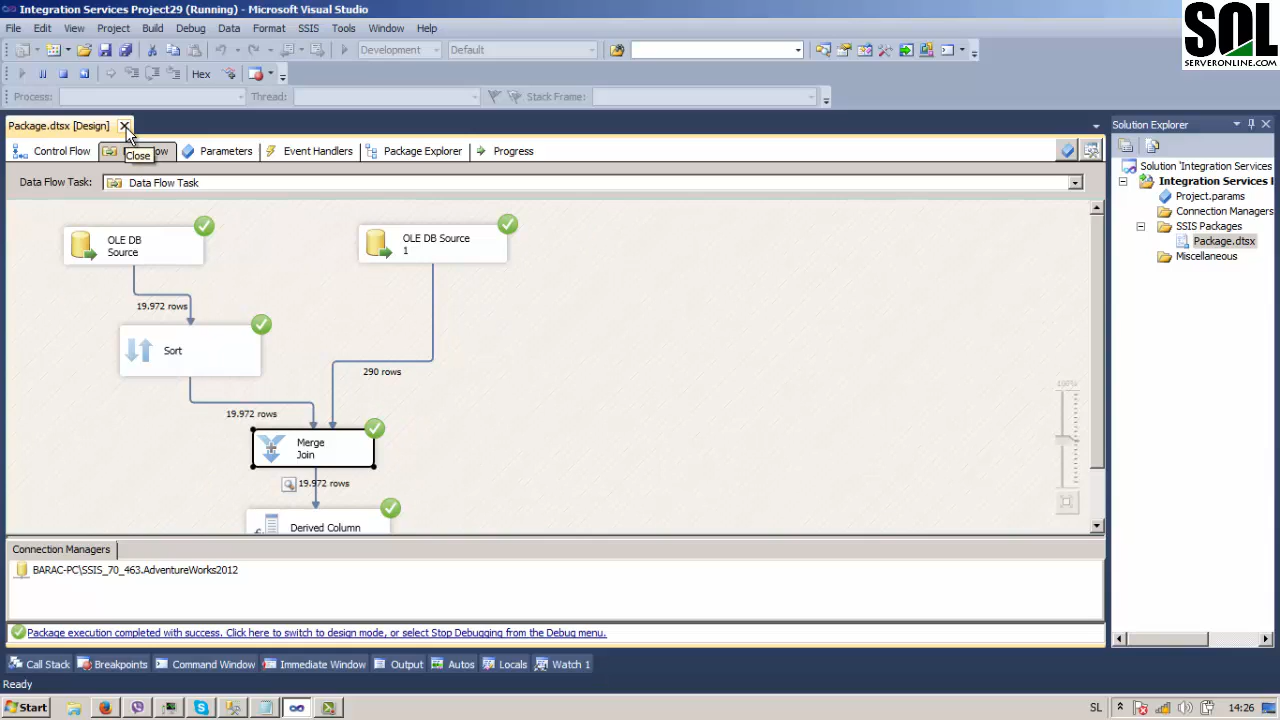 Integration Services Project29 (Running) - Microsoft Visual Studio
SQL
SERVERONLINE.COM
File Edit View Project Build Debug Data Format SSIS Tools Window Help
Development Default
Hex
Process: Thread: Stack Frame:
Package.dtsx [Design]
Solution Explorer
Control Flow Parameters Event Handlers Package Explorer Progress
Close
Data Flow Task: Data Flow Task
Solution 'Integration Services
Integration Services
Project.params
Connection Managers
SSIS Packages
Package.dtsx
Miscellaneous
OLE DB
Source
OLE DB Source
1
19.972 rows
Sort
290 rows
19.972 rows
Merge
Join
19.972 rows
Derived Column
Connection Managers
BARAC-PC\SSIS_70_463.AdventureWorks2012
Package execution completed with success. Click here to switch to design mode, or select Stop Debugging from the Debug menu.
Call Stack Breakpoints Command Window Immediate Window Output Autos Locals Watch 1
Ready
Start SL 14:26